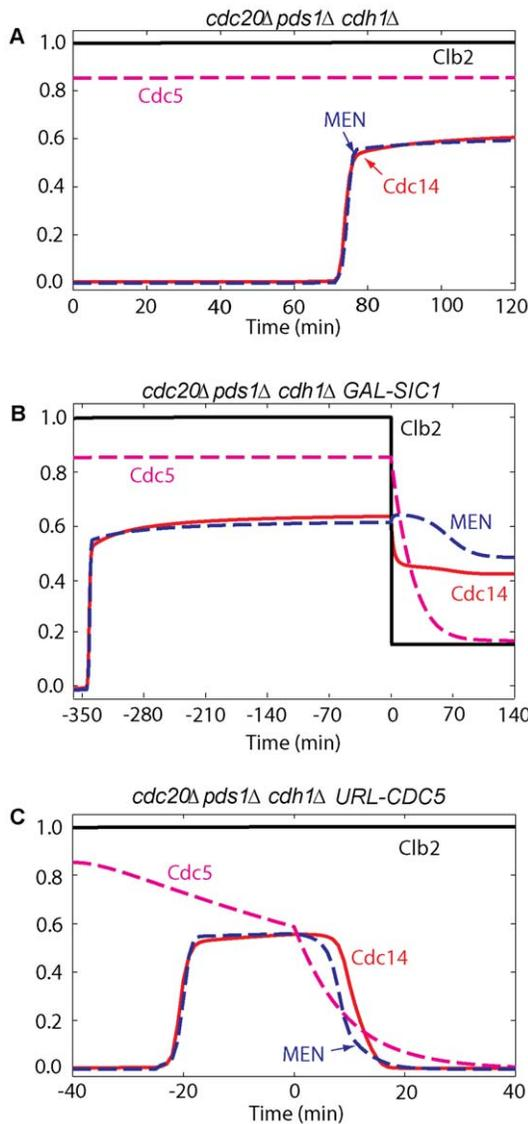 cdc20Δ pds1Δ cdh1Δ
A
1.0
Clb2
0.8
Cdc5
MEN
0.6
Cdc14
0.4
0.2
0.0
0 20 40 60 80 100 120
Time (min)
cdc20Δ pds1Δ cdh1Δ GAL-SIC1
B
1.0
Clb2
0.8
Cdc5
MEN
0.6
0.4
Cdc14
0.2
0.0
-350 -280 -210 -140 -70 0 70 140
Time (min)
cdc20Δ pds1Δ cdh1Δ URL-CDC5
C
1.0
Clb2
0.8
Cdc5
0.6
Cdc14
0.4
0.2
MEN
0.0
-40 -20 0 20 40
Time (min)